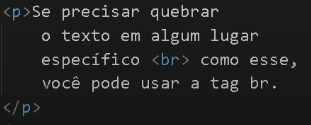 <p>Se precisar quebrar
o texto em algum lugar
específico <br> como esse,
você pode usar a tag br.
</p>